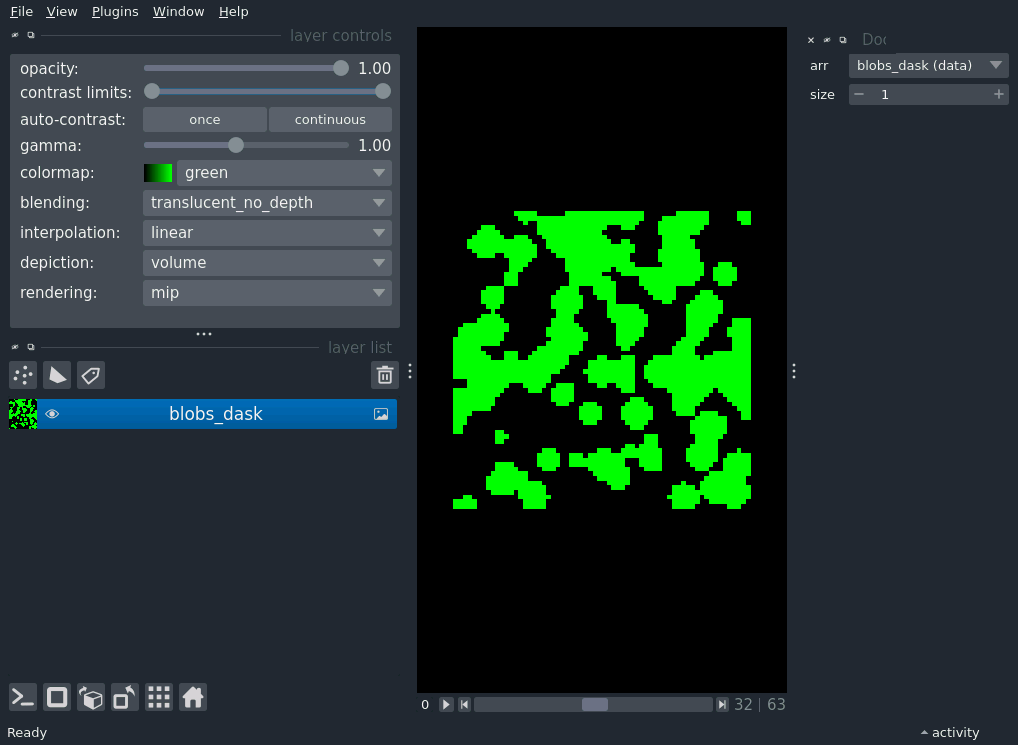 File View Plugins Window Help
layer controls
opacity: 1.00
contrast limits:
auto-contrast: once continuous
gamma: 1.00
colormap: green
blending: translucent_no_depth
interpolation: linear
depiction: volume
rendering: mip
layer list
blobs_dask
0 32 | 63
Ready
Doc
arr blobs_dask (data)
size 1
activity